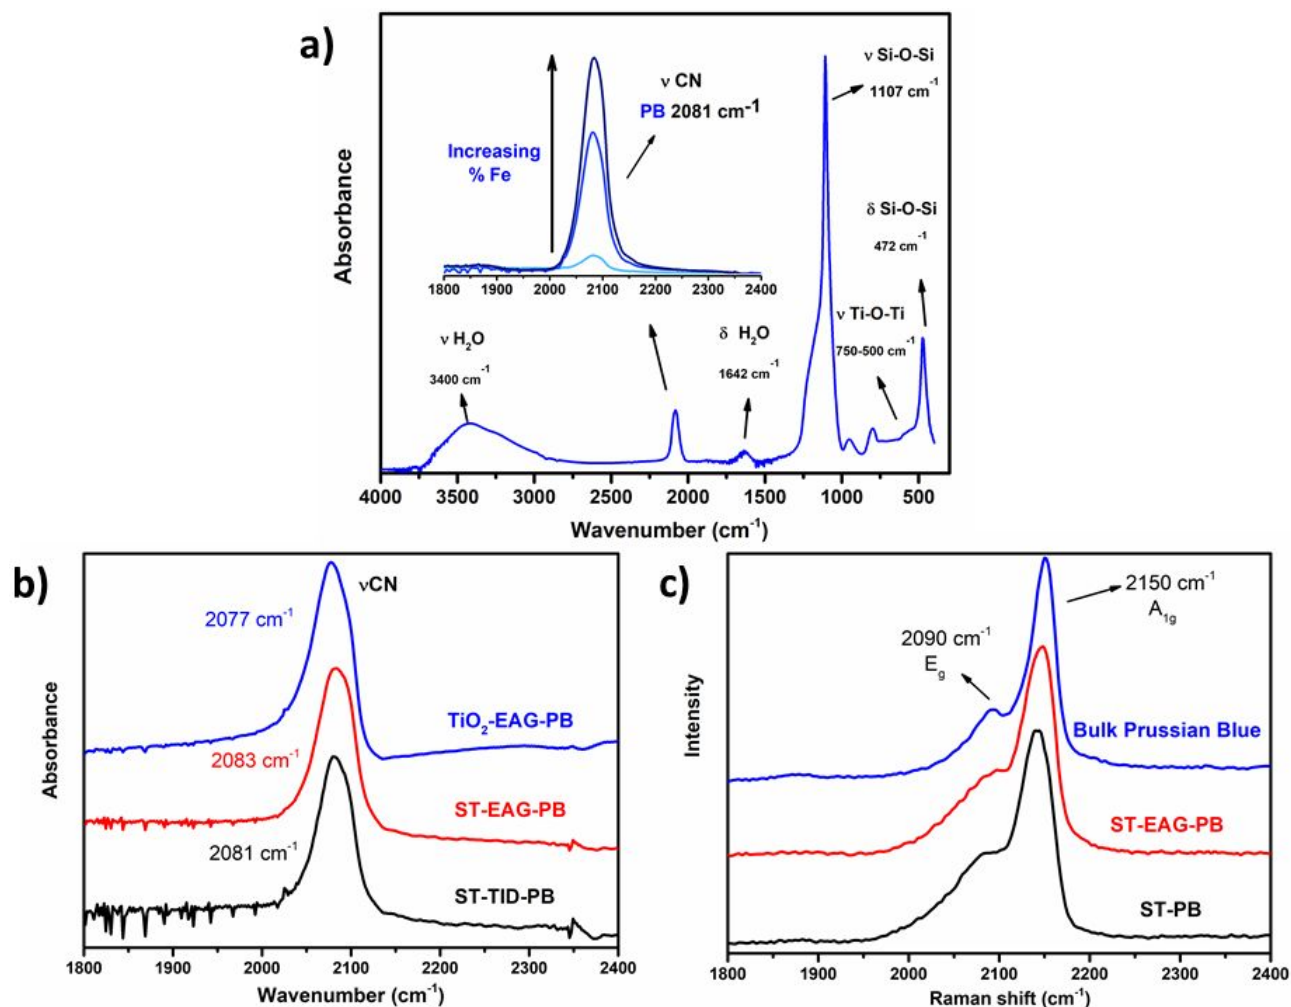 a)
Absorbance
Increasing
% Fe
ν CN
PB 2081 cm⁻¹
1800 1900 2000 2100 2200 2300 2400
ν Si-O-Si
1107 cm⁻¹
δ Si-O-Si
472 cm⁻¹
ν Ti-O-Ti
750-500 cm⁻¹
ν H₂O
3400 cm⁻¹
δ H₂O
1642 cm⁻¹
4000 3500 3000 2500 2000 1500 1000 500
Wavenumber (cm⁻¹)
b)
Absorbance
νCN
2077 cm⁻¹
TiO₂-EAG-PB
2083 cm⁻¹
ST-EAG-PB
2081 cm⁻¹
ST-TID-PB
1800 1900 2000 2100 2200 2300 2400
Wavenumber (cm⁻¹)
c)
Intensity
2150 cm⁻¹
A₁g
2090 cm⁻¹
Eg
Bulk Prussian Blue
ST-EAG-PB
ST-PB
1800 1900 2000 2100 2200 2300 2400
Raman shift (cm⁻¹)